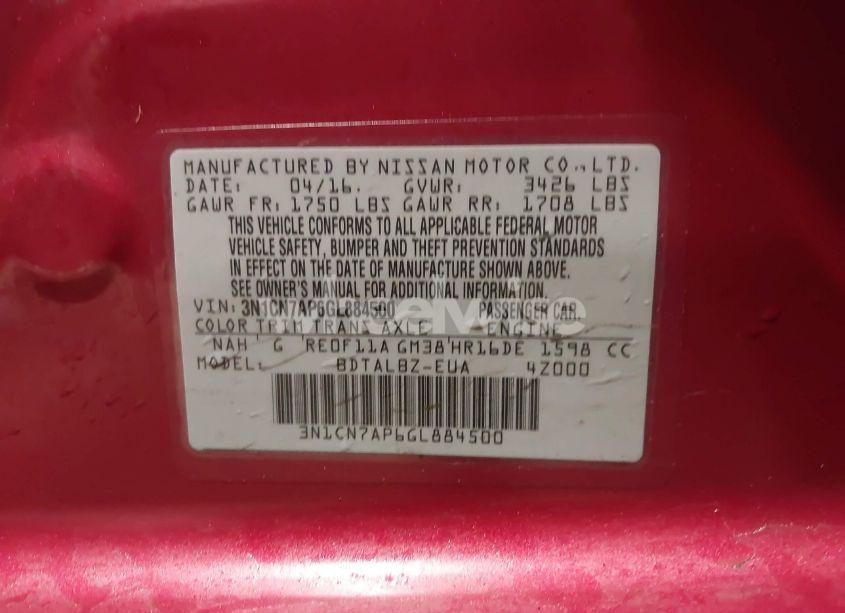 MANUFACTURED BY NISSAN MOTOR CO., LTD.
DATE: 04/16. GVWR: 3426 LBS
GAWR FR: 1750 LBS GAWR RR: 1708 LBS
THIS VEHICLE CONFORMS TO ALL APPLICABLE FEDERAL MOTOR
VEHICLE SAFETY, BUMPER AND THEFT PREVENTION STANDARDS
IN EFFECT ON THE DATE OF MANUFACTURE SHOWN ABOVE.
SEE OWNER'S MANUAL FOR ADDITIONAL INFORMATION.
VIN: 3N1CN7AP6GL884500 PASSENGER CAR.
COLOR TRIM TRANS AXLE ENGINE
NAH G RE0F11A GM38 HR16DE 1598 CC
MODEL: BDTALBZ-EUA 4Z000
3N1CN7AP6GL884500